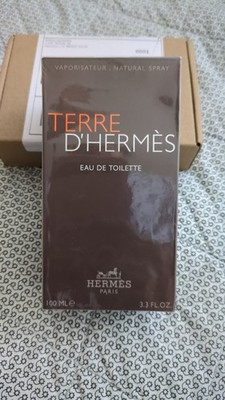 VAPORISATEUR - NATURAL SPRAY
TERRE
D'HERMÈS
EAU DE TOILETTE
HERMÈS
PARIS
100 ML e 3.3 FL.OZ